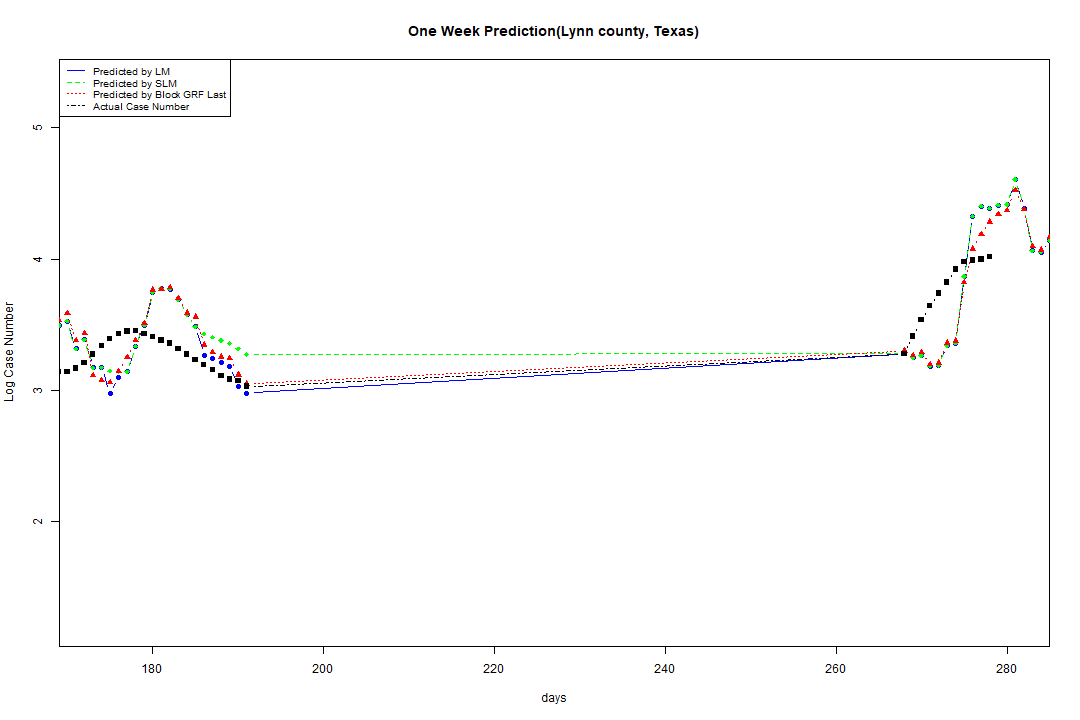 One Week Prediction(Lynn county, Texas)
Predicted by LM
Predicted by SLM
Predicted by Block GRF Last
Actual Case Number
5
4
3
2
Log Case Number
180 200 220 240 260 280
days